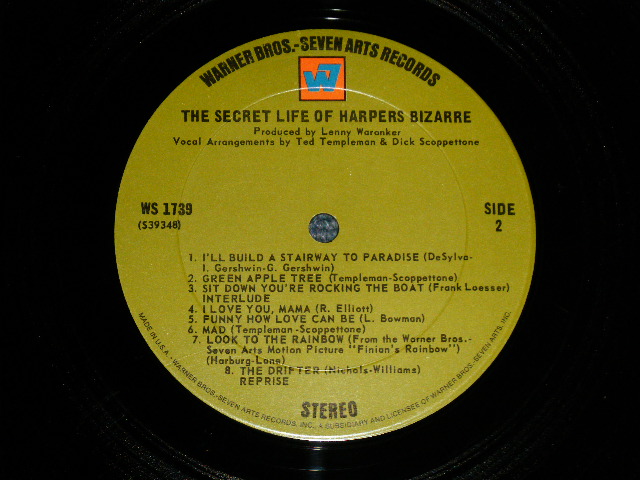 WARNER BROS.-SEVEN ARTS RECORDS
W7
THE SECRET LIFE OF HARPERS BIZARRE
Produced by Lenny Waronker
Vocal Arrangements by Ted Templeman & Dick Scoppettone
WS 1739
(S39348)
SIDE
2
1. I'LL BUILD A STAIRWAY TO PARADISE (DeSylva-
I. Gershwin-G. Gershwin)
2. GREEN APPLE TREE (Templeman-Scoppettone)
3. SIT DOWN YOU'RE ROCKING THE BOAT (Frank Loesser)
INTERLUDE
4. I LOVE YOU, MAMA (R. Elliott)
5. FUNNY HOW LOVE CAN BE (L. Bowman)
6. MAD (Templeman-Scoppettone)
7. LOOK TO THE RAINBOW (From the Warner Bros.-
Seven Arts Motion Picture "Finian's Rainbow")
(Harburg-Lane)
8. THE DRIFTER (Nichols-Williams)
REPRISE
STEREO
MADE IN U.S.A. • WARNER BROS.-SEVEN ARTS RECORDS, INC., A SUBSIDIARY AND LICENSEE OF WARNER BROS.-SEVEN ARTS, INC.